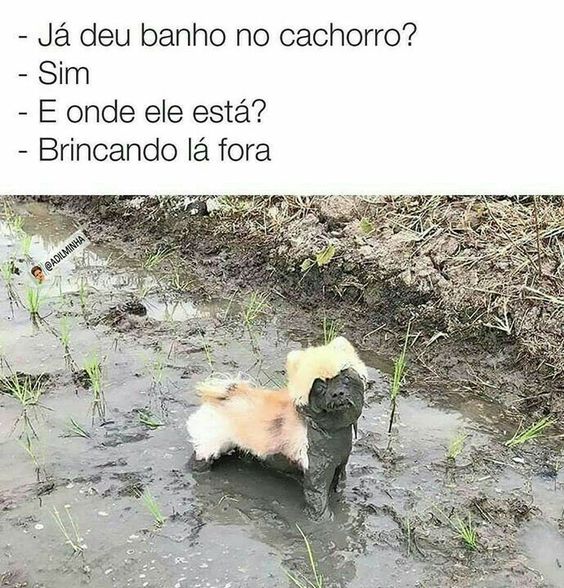 - Já deu banho no cachorro?
- Sim
- E onde ele está?
- Brincando lá fora
@ADILMINHA